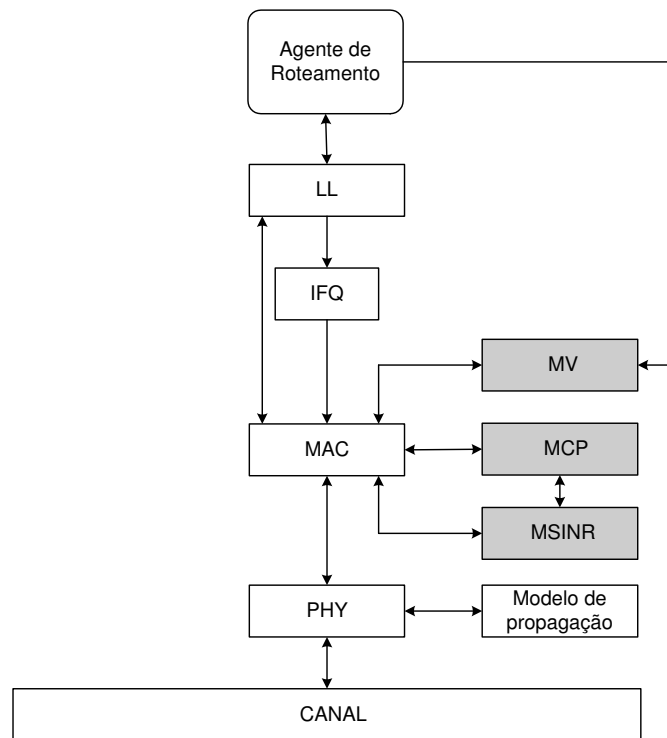 Agente de
Roteamento
LL
IFQ
MV
MAC
MCP
MSINR
PHY
Modelo de
propagação
CANAL